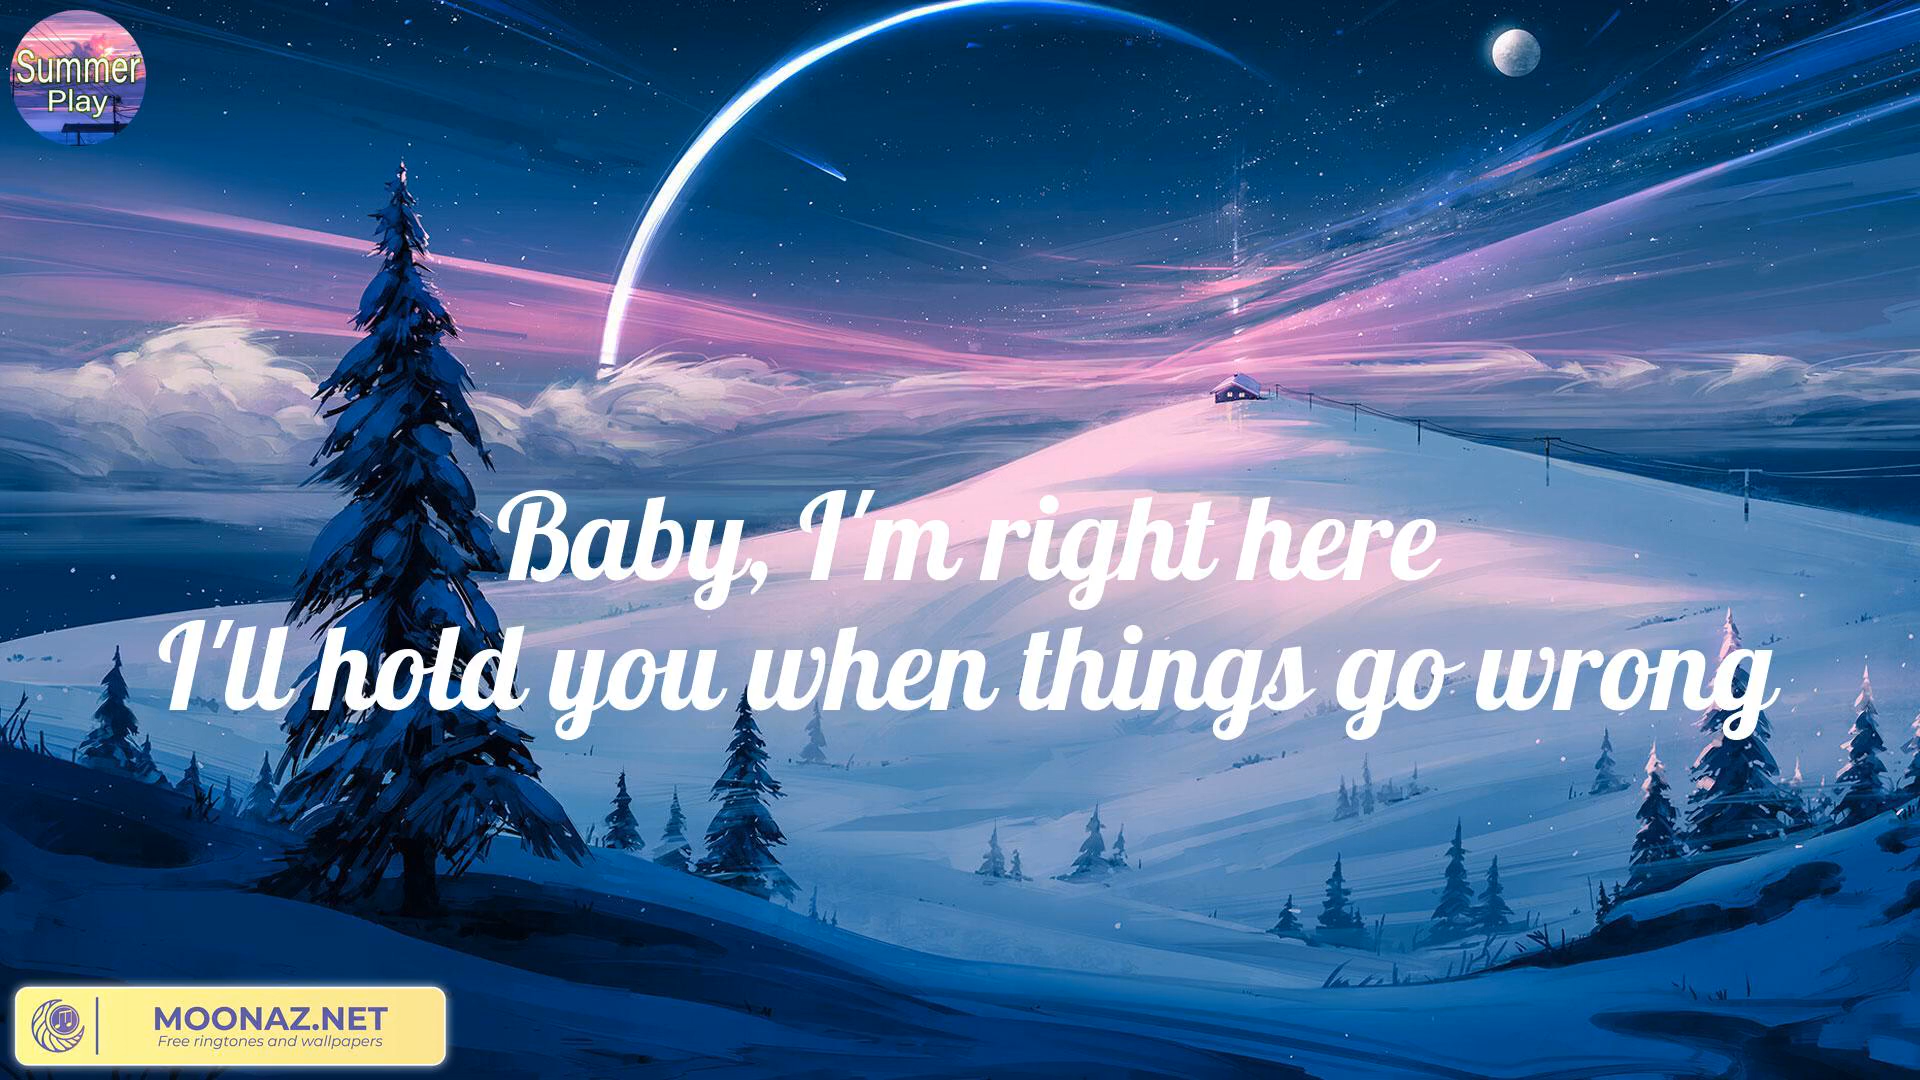 Summer
Play
Baby, I'm right here
I'll hold you when things go wrong
MOONAZ.NET
Free ringtones and wallpapers